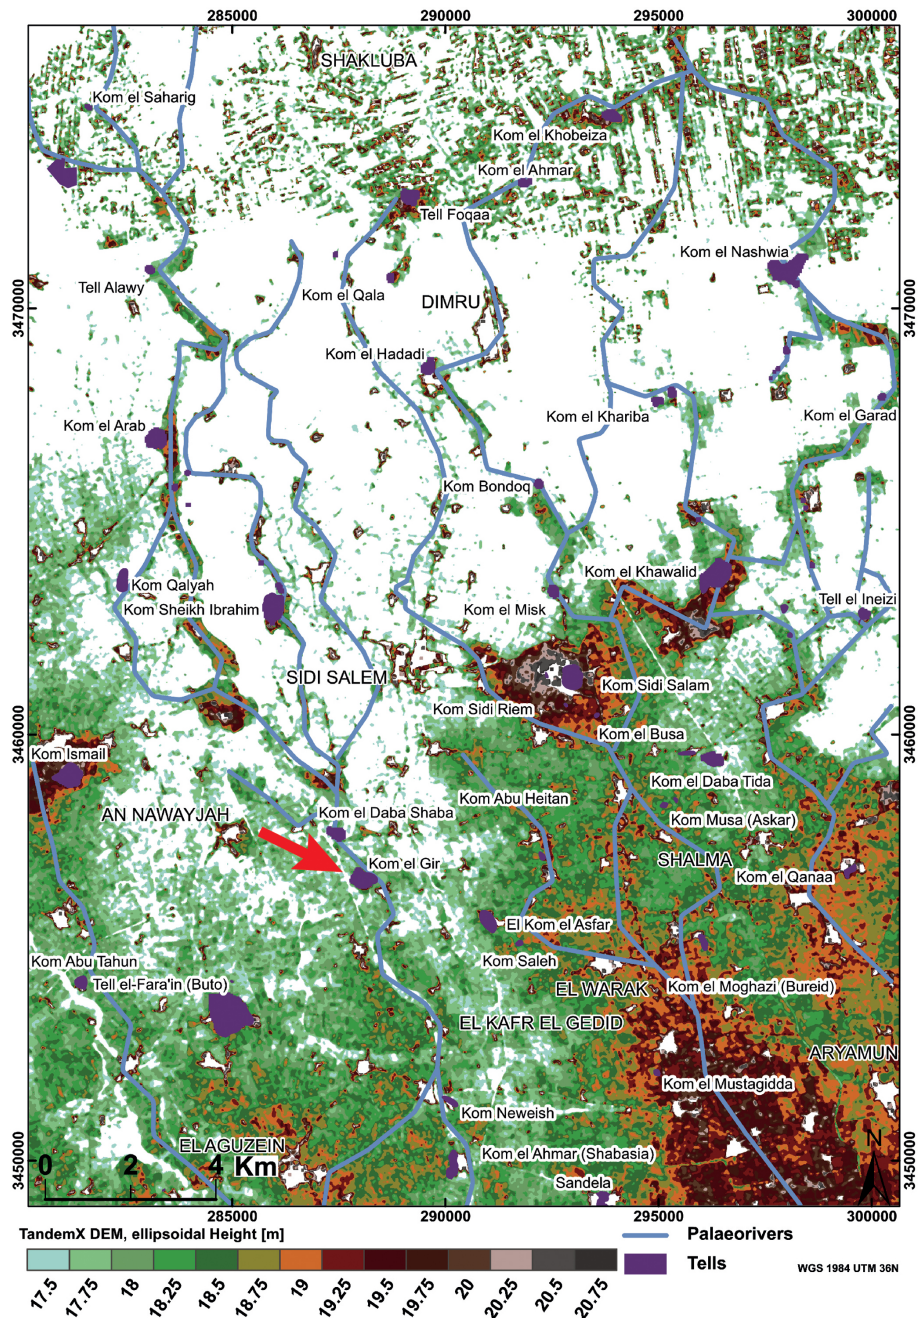 285000 290000 295000 300000
SHAKLUBA
Kom el Saharig
Kom el Khobeiza
Kom el Ahmar
Tell Foqaa
Kom el Nashwia
Tell Alawy
Kom el Qala
DIMRU
3470000 3470000
Kom el Hadadi
Kom el Khariba
Kom el Garad
Kom el Arab
Kom Bondoq
Kom Qalyah
Kom el Khawalid
Kom Sheikh Ibrahim
Kom el Misk
Tell el Ineizi
SIDI SALEM
Kom Sidi Salam
Kom Sidi Riem
Kom el Busa
3460000 3460000
Kom Ismail
Kom el Daba Tida
Kom Abu Heitan
AN NAWAYJAH
Kom el Daba Shaba
Kom Musa (Askar)
Kom el Gir
SHALMA
Kom el Qanaa
El Kom el Asfar
Kom Abu Tahun
Kom Saleh
Tell el-Fara'in (Buto)
EL WARAK
Kom el Moghazi (Bureid)
EL KAFR EL GEDID
ARYAMUN
Kom el Mustagidda
Kom Neweish
EL AGUZEIN
Kom el Ahmar (Shabasia)
N
3450000 3450000
0 2 4 Km
Sandela
285000 290000 295000 300000
TandemX DEM, ellipsoidal Height [m]
17.5 17.75 18 18.25 18.5 18.75 19 19.25 19.5 19.75 20 20.25 20.5 20.75
Palaeorivers
Tells
WGS 1984 UTM 36N